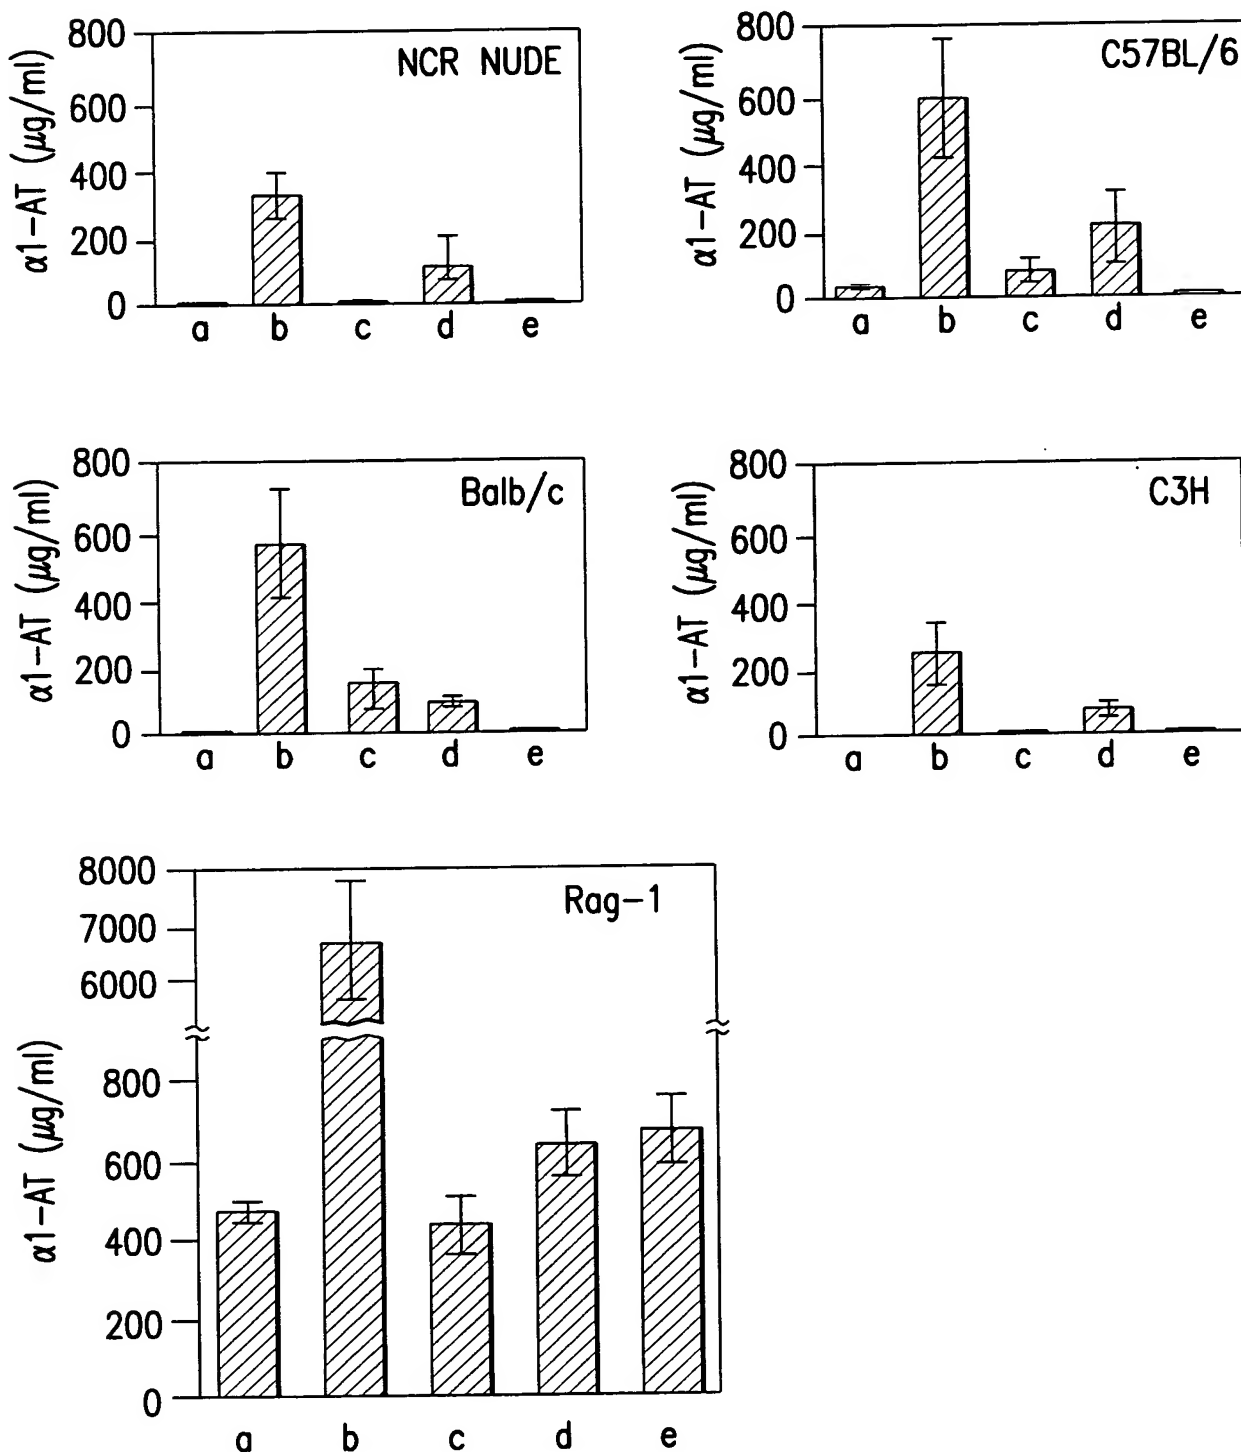 NCR NUDE
α1-AT (μg/ml)
800
600
400
200
0
a b c d e
C57BL/6
α1-AT (μg/ml)
800
600
400
200
0
a b c d e
Balb/c
α1-AT (μg/ml)
800
600
400
200
0
a b c d e
C3H
α1-AT (μg/ml)
800
600
400
200
0
a b c d e
Rag-1
α1-AT (μg/ml)
8000
7000
6000
800
600
400
200
0
a b c d e